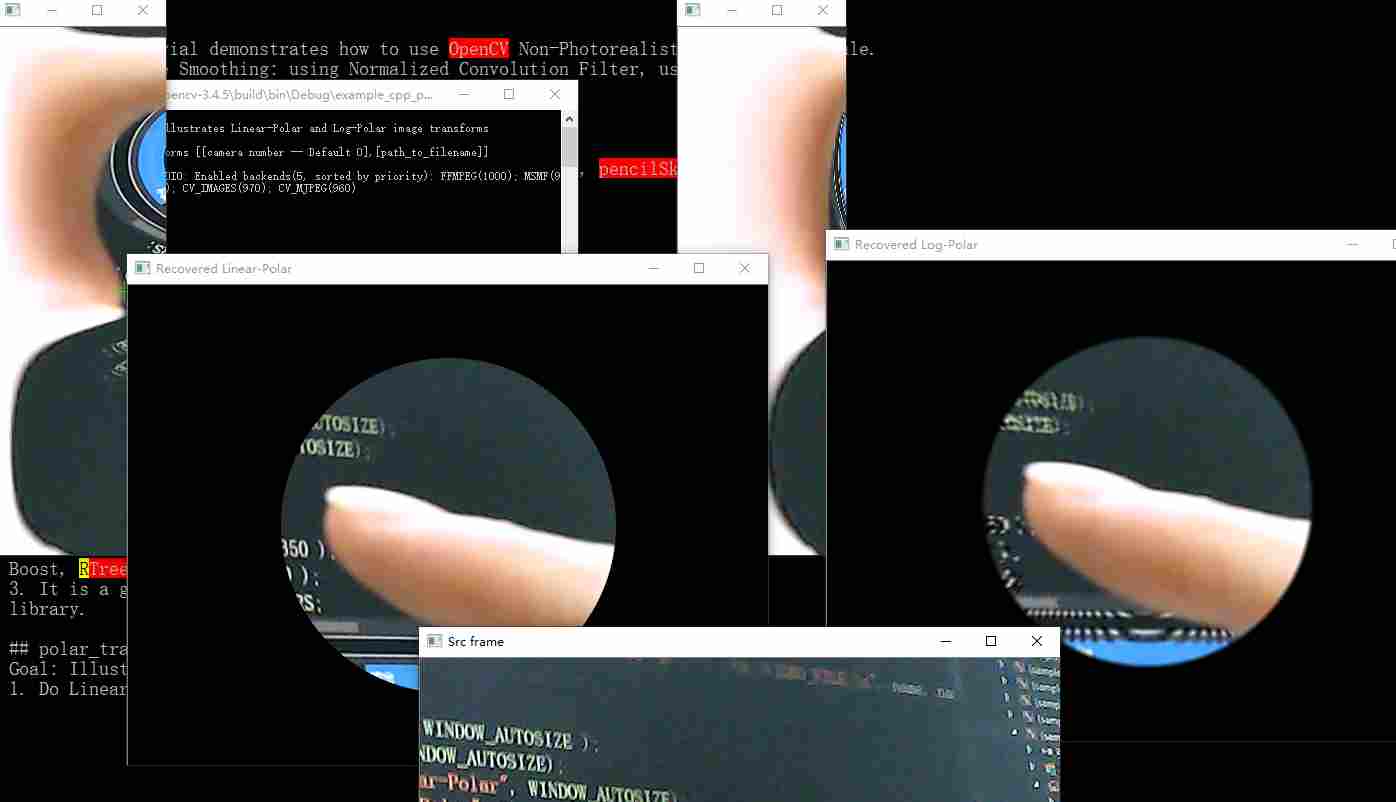 ial demonstrates how to use OpenCV Non-Photorealist le.
Smoothing: using Normalized Convolution Filter, us
opencv-3.4.5\build\bin\Debug\example_cpp_p...
llustrates Linear-Polar and Log-Polar image transforms
orms [[camera number -- Default 0],[path_to_filename]]
DIO: Enabled backends(5, sorted by priority): FFMPEG(1000); MSMF(9
); CV_IMAGES(970); CV_MJPEG(960)
, pencilSk
Recovered Log-Polar
Recovered Linear-Polar
AUTOSIZE);
TOSIZE);
350 );
);
RS;
Boost, RTree
3. It is a g
library.
## polar_tra
Goal: Illust
1. Do Linear
Src frame
WINDOW_AUTOSIZE );
NDOW_AUTOSIZE);
ar-Polar", WINDOW_AUTOSIZE)